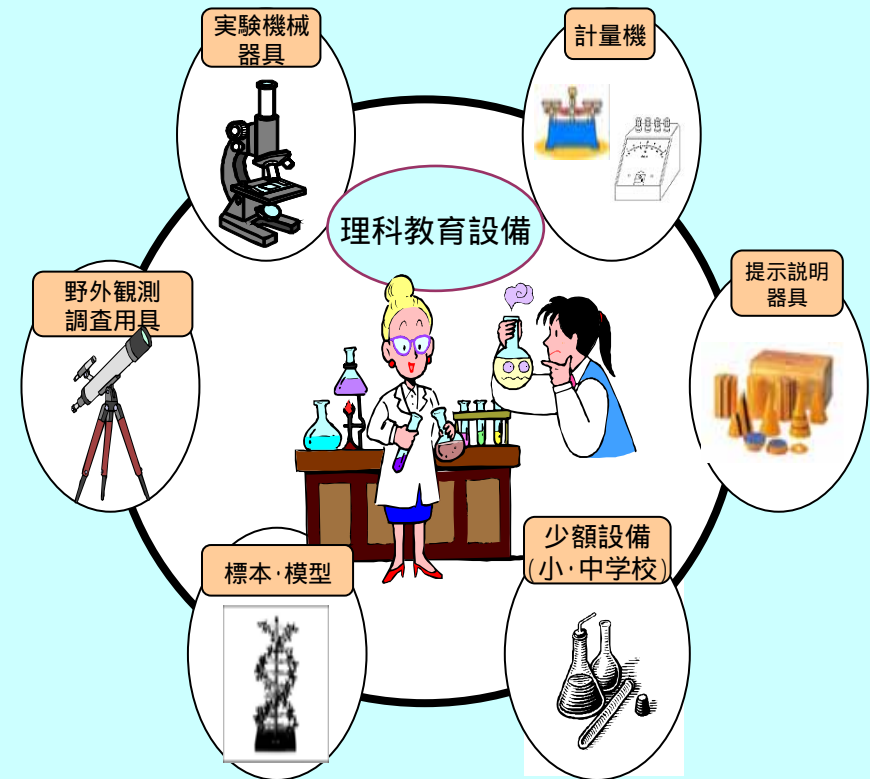 実験機械
器具
計量機
理科教育設備
野外観測
調査用具
提示説明
器具
標本・模型
少額設備
(小・中学校)